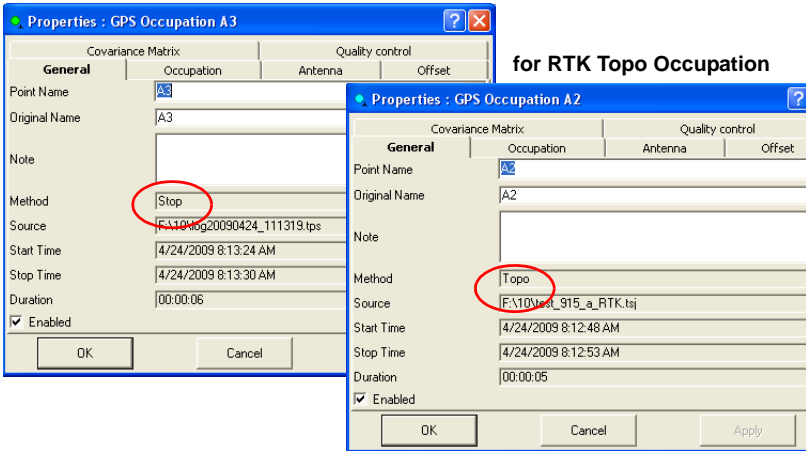 Properties : GPS Occupation A3
Covariance Matrix
Quality control
General
Occupation
Antenna
Offset
Point Name
A3
Original Name
A3
Note
Method
Stop
Source
F:\10\log20090424_111319.tps
Start Time
4/24/2009 8:13:24 AM
Stop Time
4/24/2009 8:13:30 AM
Duration
00:00:06
Enabled
OK
Cancel
for RTK Topo Occupation
Properties : GPS Occupation A2
Covariance Matrix
Quality control
General
Occupation
Antenna
Offset
Point Name
A2
Original Name
A2
Note
Method
Topo
Source
F:\10\test_915_a_RTK.tsj
Start Time
4/24/2009 8:12:48 AM
Stop Time
4/24/2009 8:12:53 AM
Duration
00:00:05
Enabled
OK
Cancel
Apply